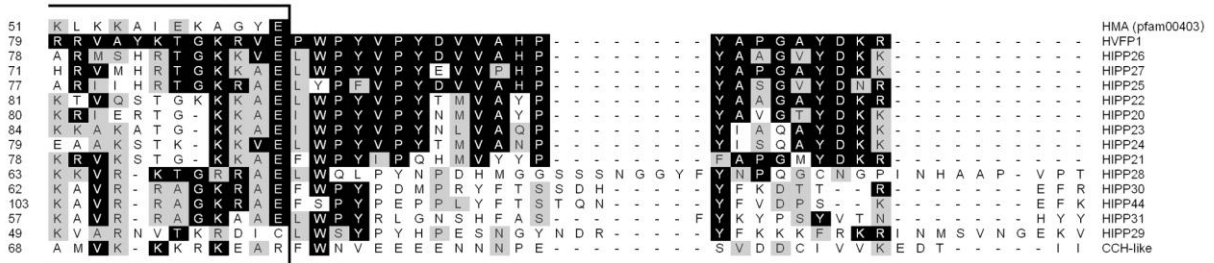 51 K L K K A I E K A G Y E HMA (pfam00403)
79 R R V A Y K T G K R V E P W P Y V P Y D V V A H P - - - - - - - - Y A P G A Y D K R - - - - - - - - - - HVFP1
78 A R M S H R T G K K V E L W P Y V P Y D V V A H P - - - - - - - - Y A A G V Y D K K - - - - - - - - - - HIPP26
71 H R V M H R T G K K A E L W P Y V P Y E V V P H P - - - - - - - - Y A P G A Y D K R - - - - - - - - - - HIPP27
77 A R I I H R T G K R A E L Y P F V P Y D V V A H P - - - - - - - - Y A S G V Y D N R - - - - - - - - - - HIPP25
81 K T V Q S T G K K K A E L W P Y V P Y T M V A Y P - - - - - - - - Y A A G A Y D K R - - - - - - - - - - HIPP22
80 K R I E R T G - K K A E L W P Y V P Y N M V A Y P - - - - - - - - Y A V G T Y D K K - - - - - - - - - - HIPP20
84 K K A K A T G - K K A E L W P Y V P Y N L V A Q P - - - - - - - - Y I A Q A Y D K K - - - - - - - - - - HIPP23
79 E A A K S T K - K K V E L W P Y V P Y T M V A N P - - - - - - - - Y I S Q A Y D K K - - - - - - - - - - HIPP24
78 K R V K S T G - K K A E F W P Y I P Q H M V Y Y P - - - - - - - - F A P G M Y D K R - - - - - - - - - - HIPP21
63 K K V R - K T G R R A E L W Q L P Y N P D H M G G S S S N G G Y F Y N P Q G C N G P I N H A A P - V P T HIPP28
62 K A V R - R A G K R A E F W P Y P D M P R Y F T S S D H - - - - - Y F K D T T - - R - - - - - - - E F R HIPP30
103 K A V R - R A G K R A E F S P Y P E P P L Y F T S T Q N - - - - - Y F V D P S - - K - - - - - - - E F K HIPP44
57 K A V R - R A G K A A E L W P Y R L G N S H F A S - - - - - - - F Y K Y P S Y V T N - - - - - - - H Y Y HIPP31
49 K V A R N V T K R D I C L W S Y P Y H P E S N G Y N D R - - - - - Y F K K K F R K R I N M S V N G E K V HIPP29
68 A M V K - K K R K E A R F W N V E E E E N N N P E - - - - - - - - S V D D C I V V K E D T - - - - - I I CCH-like